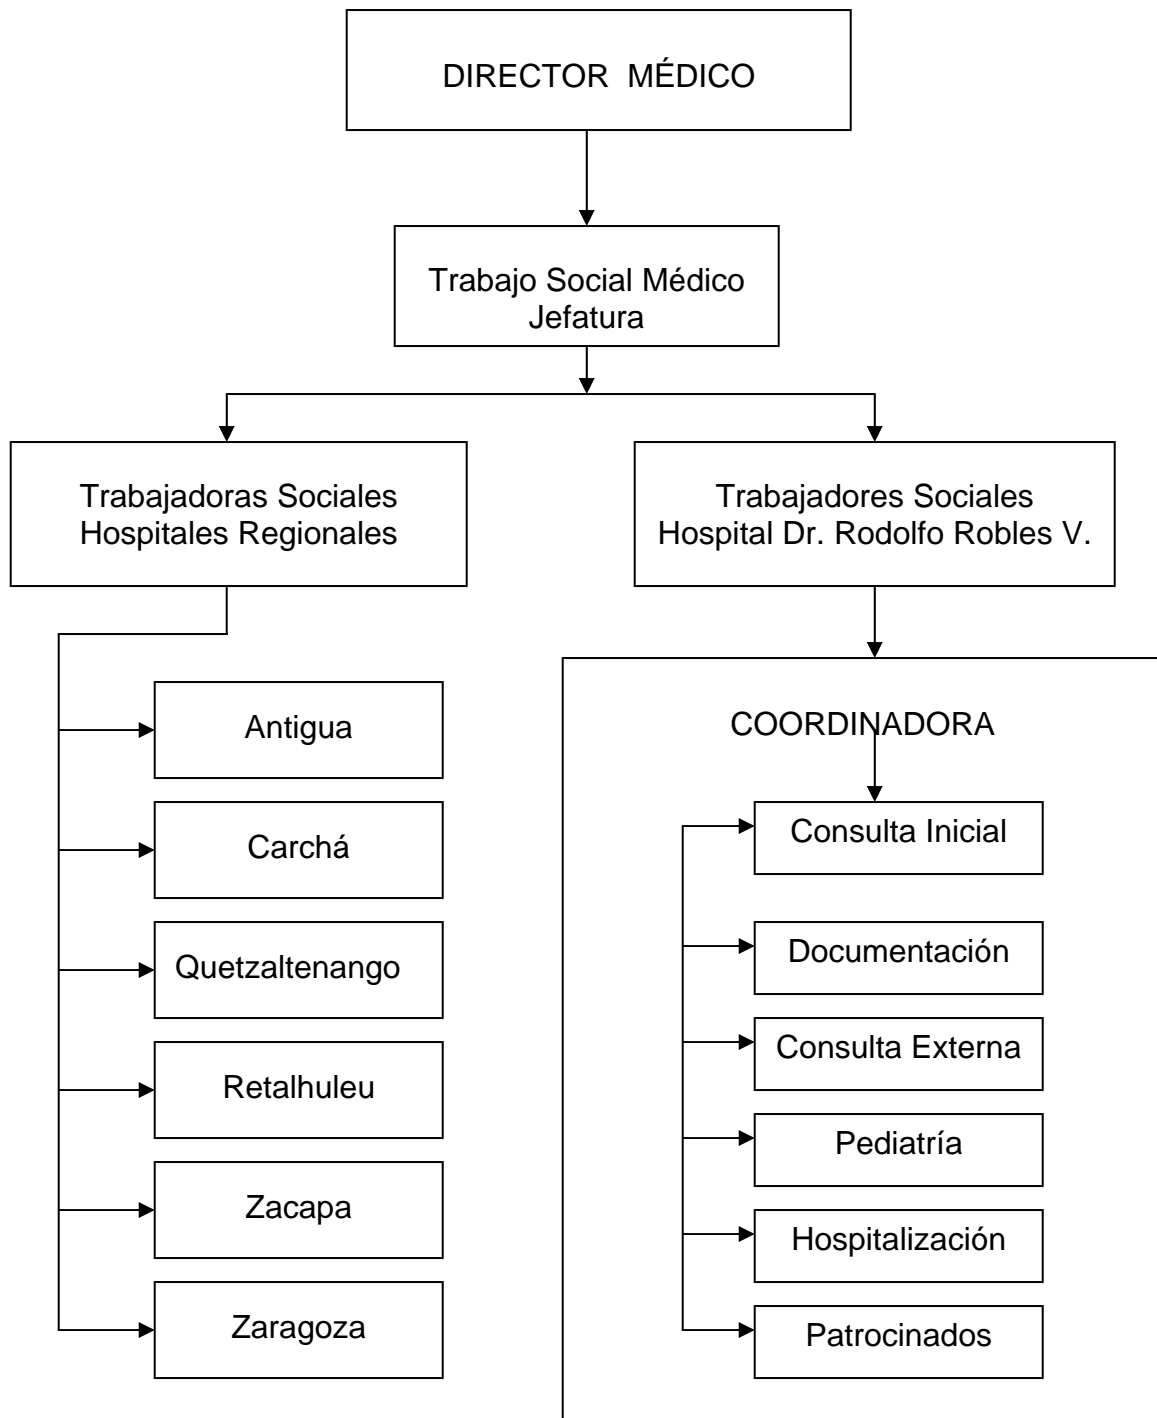 DIRECTOR MÉDICO
Trabajo Social Médico
Jefatura
Trabajadoras Sociales
Hospitales Regionales
Trabajadores Sociales
Hospital Dr. Rodolfo Robles V.
Antigua
Carchá
Quetzaltenango
Retalhuleu
Zacapa
Zaragoza
COORDINADORA
Consulta Inicial
Documentación
Consulta Externa
Pediatría
Hospitalización
Patrocinados